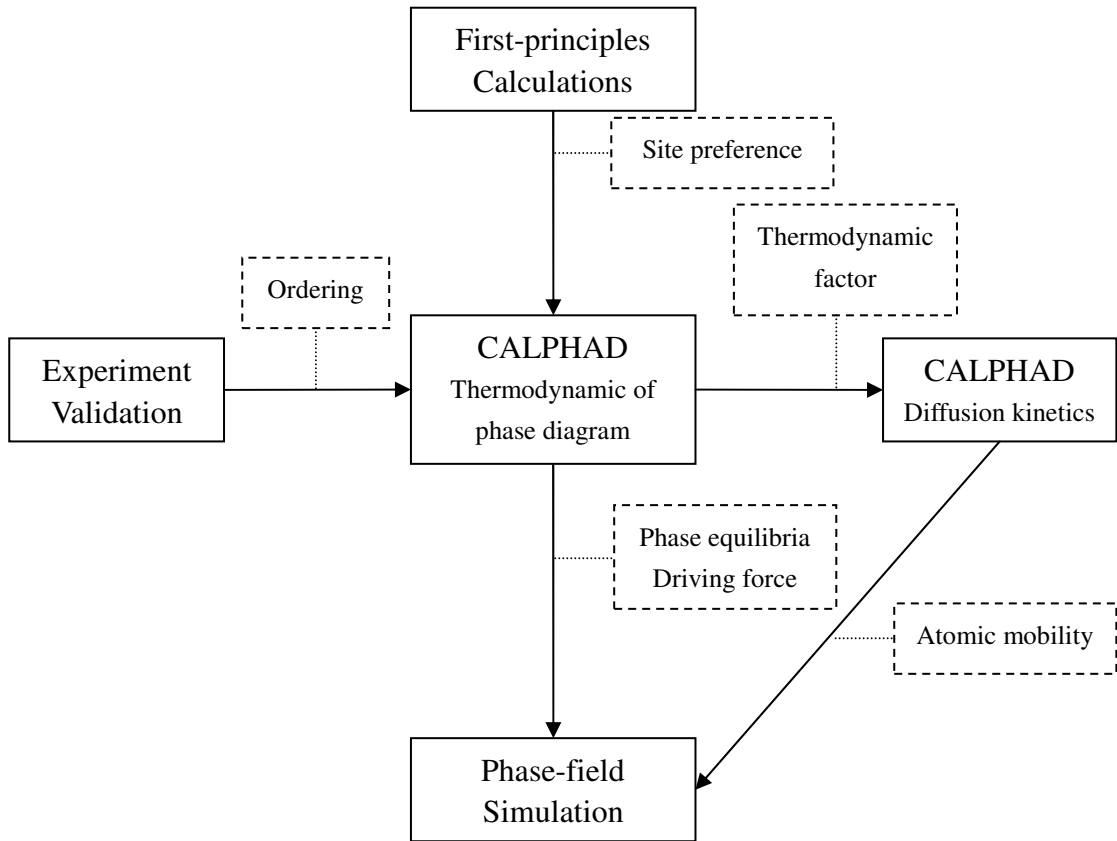 First-principles
Calculations
Site preference
Thermodynamic
factor
Ordering
Experiment
Validation
CALPHAD
Thermodynamic of
phase diagram
CALPHAD
Diffusion kinetics
Phase equilibria
Driving force
Atomic mobility
Phase-field
Simulation